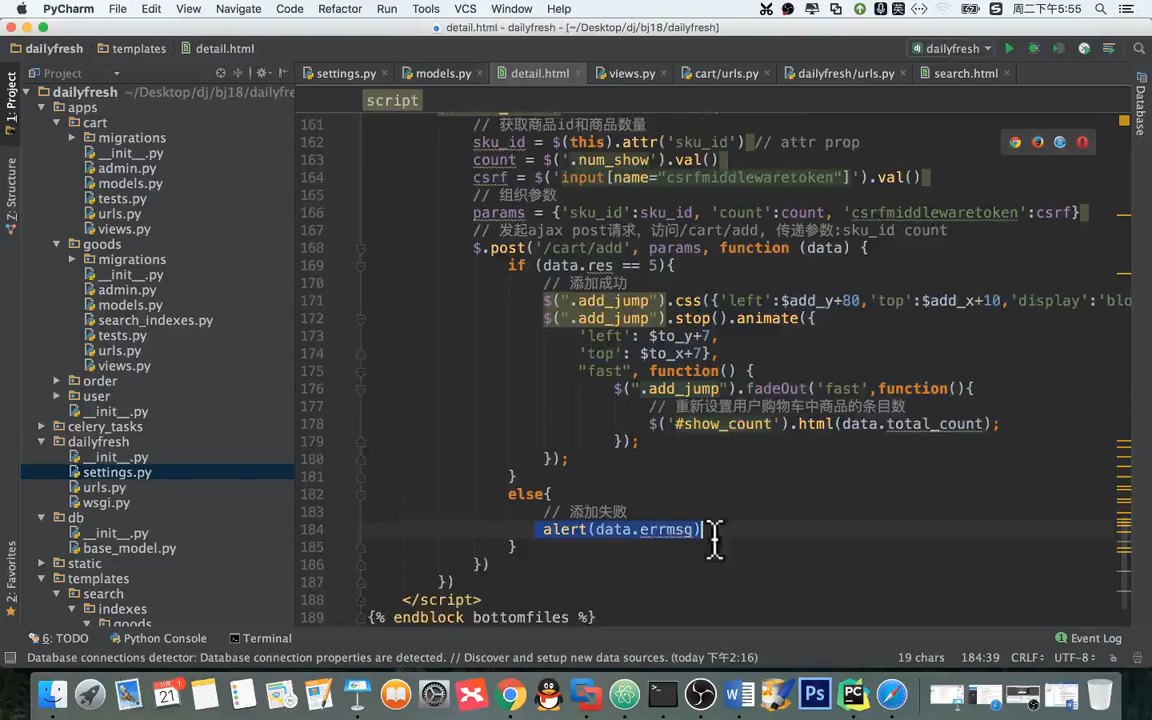 PyCharm File Edit View Navigate Code Refactor Run Tools VCS Window Help 英 周二下午5:55
detail.html - dailyfresh - [~/Desktop/dj/bj18/dailyfresh]
dailyfresh templates detail.html dailyfresh
Project settings.py × models.py × detail.html × views.py × cart/urls.py × dailyfresh/urls.py × search.html ×
1: Project
Z: Structure
2: Favorites
Database
dailyfresh ~/Desktop/dj/bj18/dailyfre
apps
cart
migrations
__init__.py
admin.py
models.py
tests.py
urls.py
views.py
goods
migrations
__init__.py
admin.py
models.py
search_indexes.py
tests.py
urls.py
views.py
order
user
__init__.py
celery_tasks
dailyfresh
__init__.py
settings.py
urls.py
wsgi.py
db
__init__.py
base_model.py
static
templates
search
indexes
goods
script
161 // 获取商品id和商品数量
162 sku_id = $(this).attr('sku_id') // attr prop
163 count = $('.num_show').val()
164 csrf = $('input[name="csrfmiddlewaretoken"]').val()
165 // 组织参数
166 params = {'sku_id':sku_id, 'count':count, 'csrfmiddlewaretoken':csrf}
167 // 发起ajax post请求，访问/cart/add, 传递参数:sku_id count
168 $.post('/cart/add', params, function (data) {
169 if (data.res == 5){
170 // 添加成功
171 $(".add_jump").css({'left':$add_y+80,'top':$add_x+10,'display':'blo
172 $(".add_jump").stop().animate({
173 'left': $to_y+7,
174 'top': $to_x+7},
175 "fast", function() {
176 $(".add_jump").fadeOut('fast',function(){
177 // 重新设置用户购物车中商品的条目数
178 $('#show_count').html(data.total_count);
179 });
180 });
181 }
182 else{
183 // 添加失败
184 alert(data.errmsg)
185 }
186 })
187 })
188 </script>
189 {% endblock bottomfiles %}
6: TODO Python Console Terminal 1 Event Log
Database connections detector: Database connection properties are detected. // Discover and setup new data sources. (today 下午2:16) 19 chars 184:39 CRLF÷ UTF-8÷
FEB
21
Ps
PC